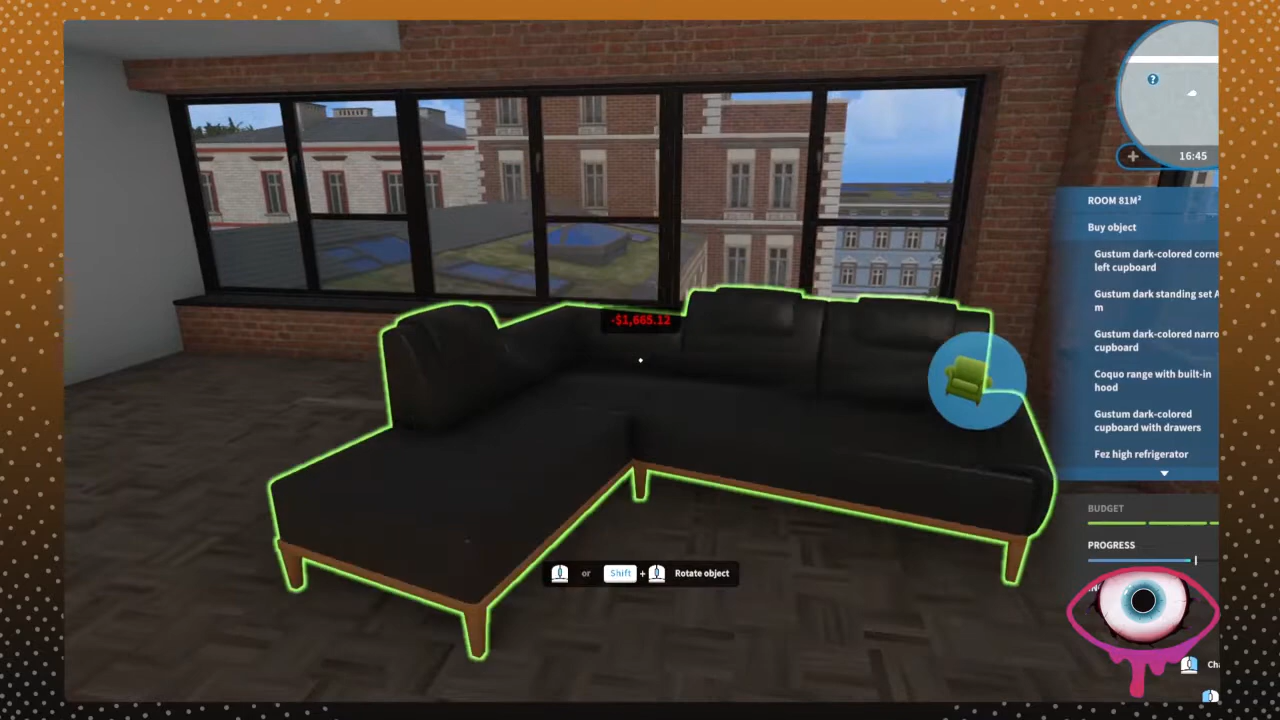 16:45
ROOM 81M²
Buy object
Gustum dark-colored corne
left cupboard
Gustum dark standing set A
m
Gustum dark-colored narro
cupboard
Coquo range with built-in
hood
Gustum dark-colored
cupboard with drawers
Fez high refrigerator
-$1,665.12
BUDGET
PROGRESS
or Shift + Rotate object
Cha